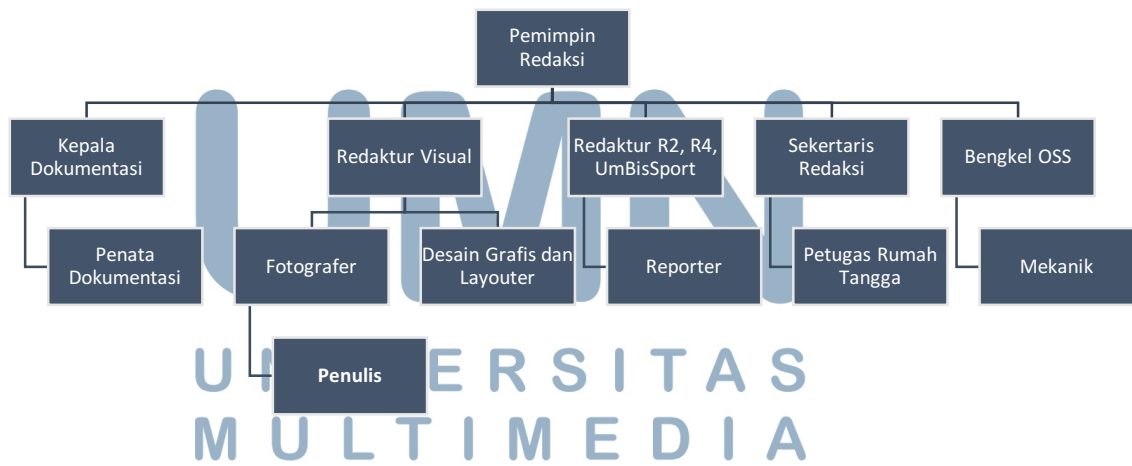 Pemimpin
Redaksi
Kepala
Dokumentasi
Redaktur Visual
Redaktur R2, R4,
UmBisSport
Sekertaris
Redaksi
Bengkel OSS
Penata
Dokumentasi
Fotografer
Desain Grafis dan
Layouter
Reporter
Petugas Rumah
Tangga
Mekanik
Penulis
UMN
UNIVERSITAS
MULTIMEDIA